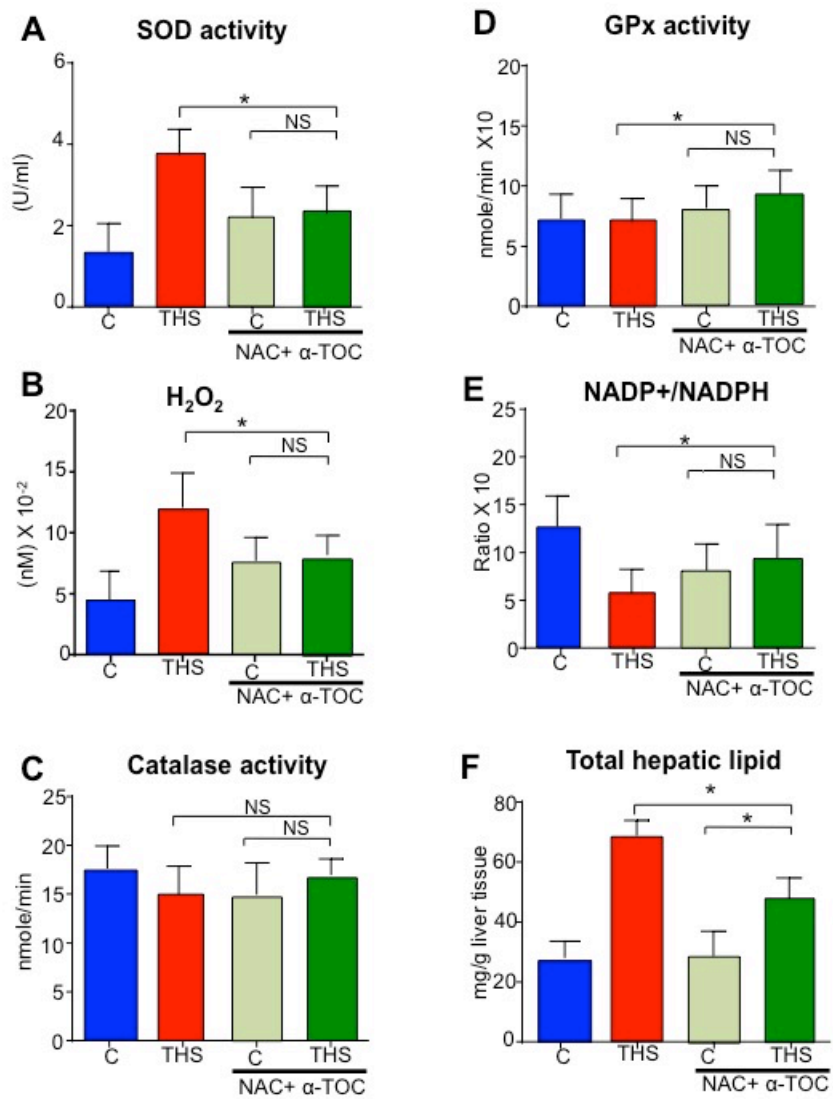 A
SOD activity
6
4
2
0
(U/ml)
*
NS
C
THS
C
THS
NAC+ α-TOC
B
H₂O₂
20
15
10
5
0
(nM) X 10⁻²
*
NS
C
THS
C
THS
NAC+ α-TOC
C
Catalase activity
25
20
15
10
5
0
nmole/min
NS
NS
C
THS
C
THS
NAC+ α-TOC
D
GPx activity
20
15
10
5
0
nmole/min X10
*
NS
C
THS
C
THS
NAC+ α-TOC
E
NADP+/NADPH
25
20
15
10
5
0
Ratio X 10
*
NS
C
THS
C
THS
NAC+ α-TOC
F
Total hepatic lipid
80
60
40
20
0
mg/g liver tissue
*
*
C
THS
C
THS
NAC+ α-TOC